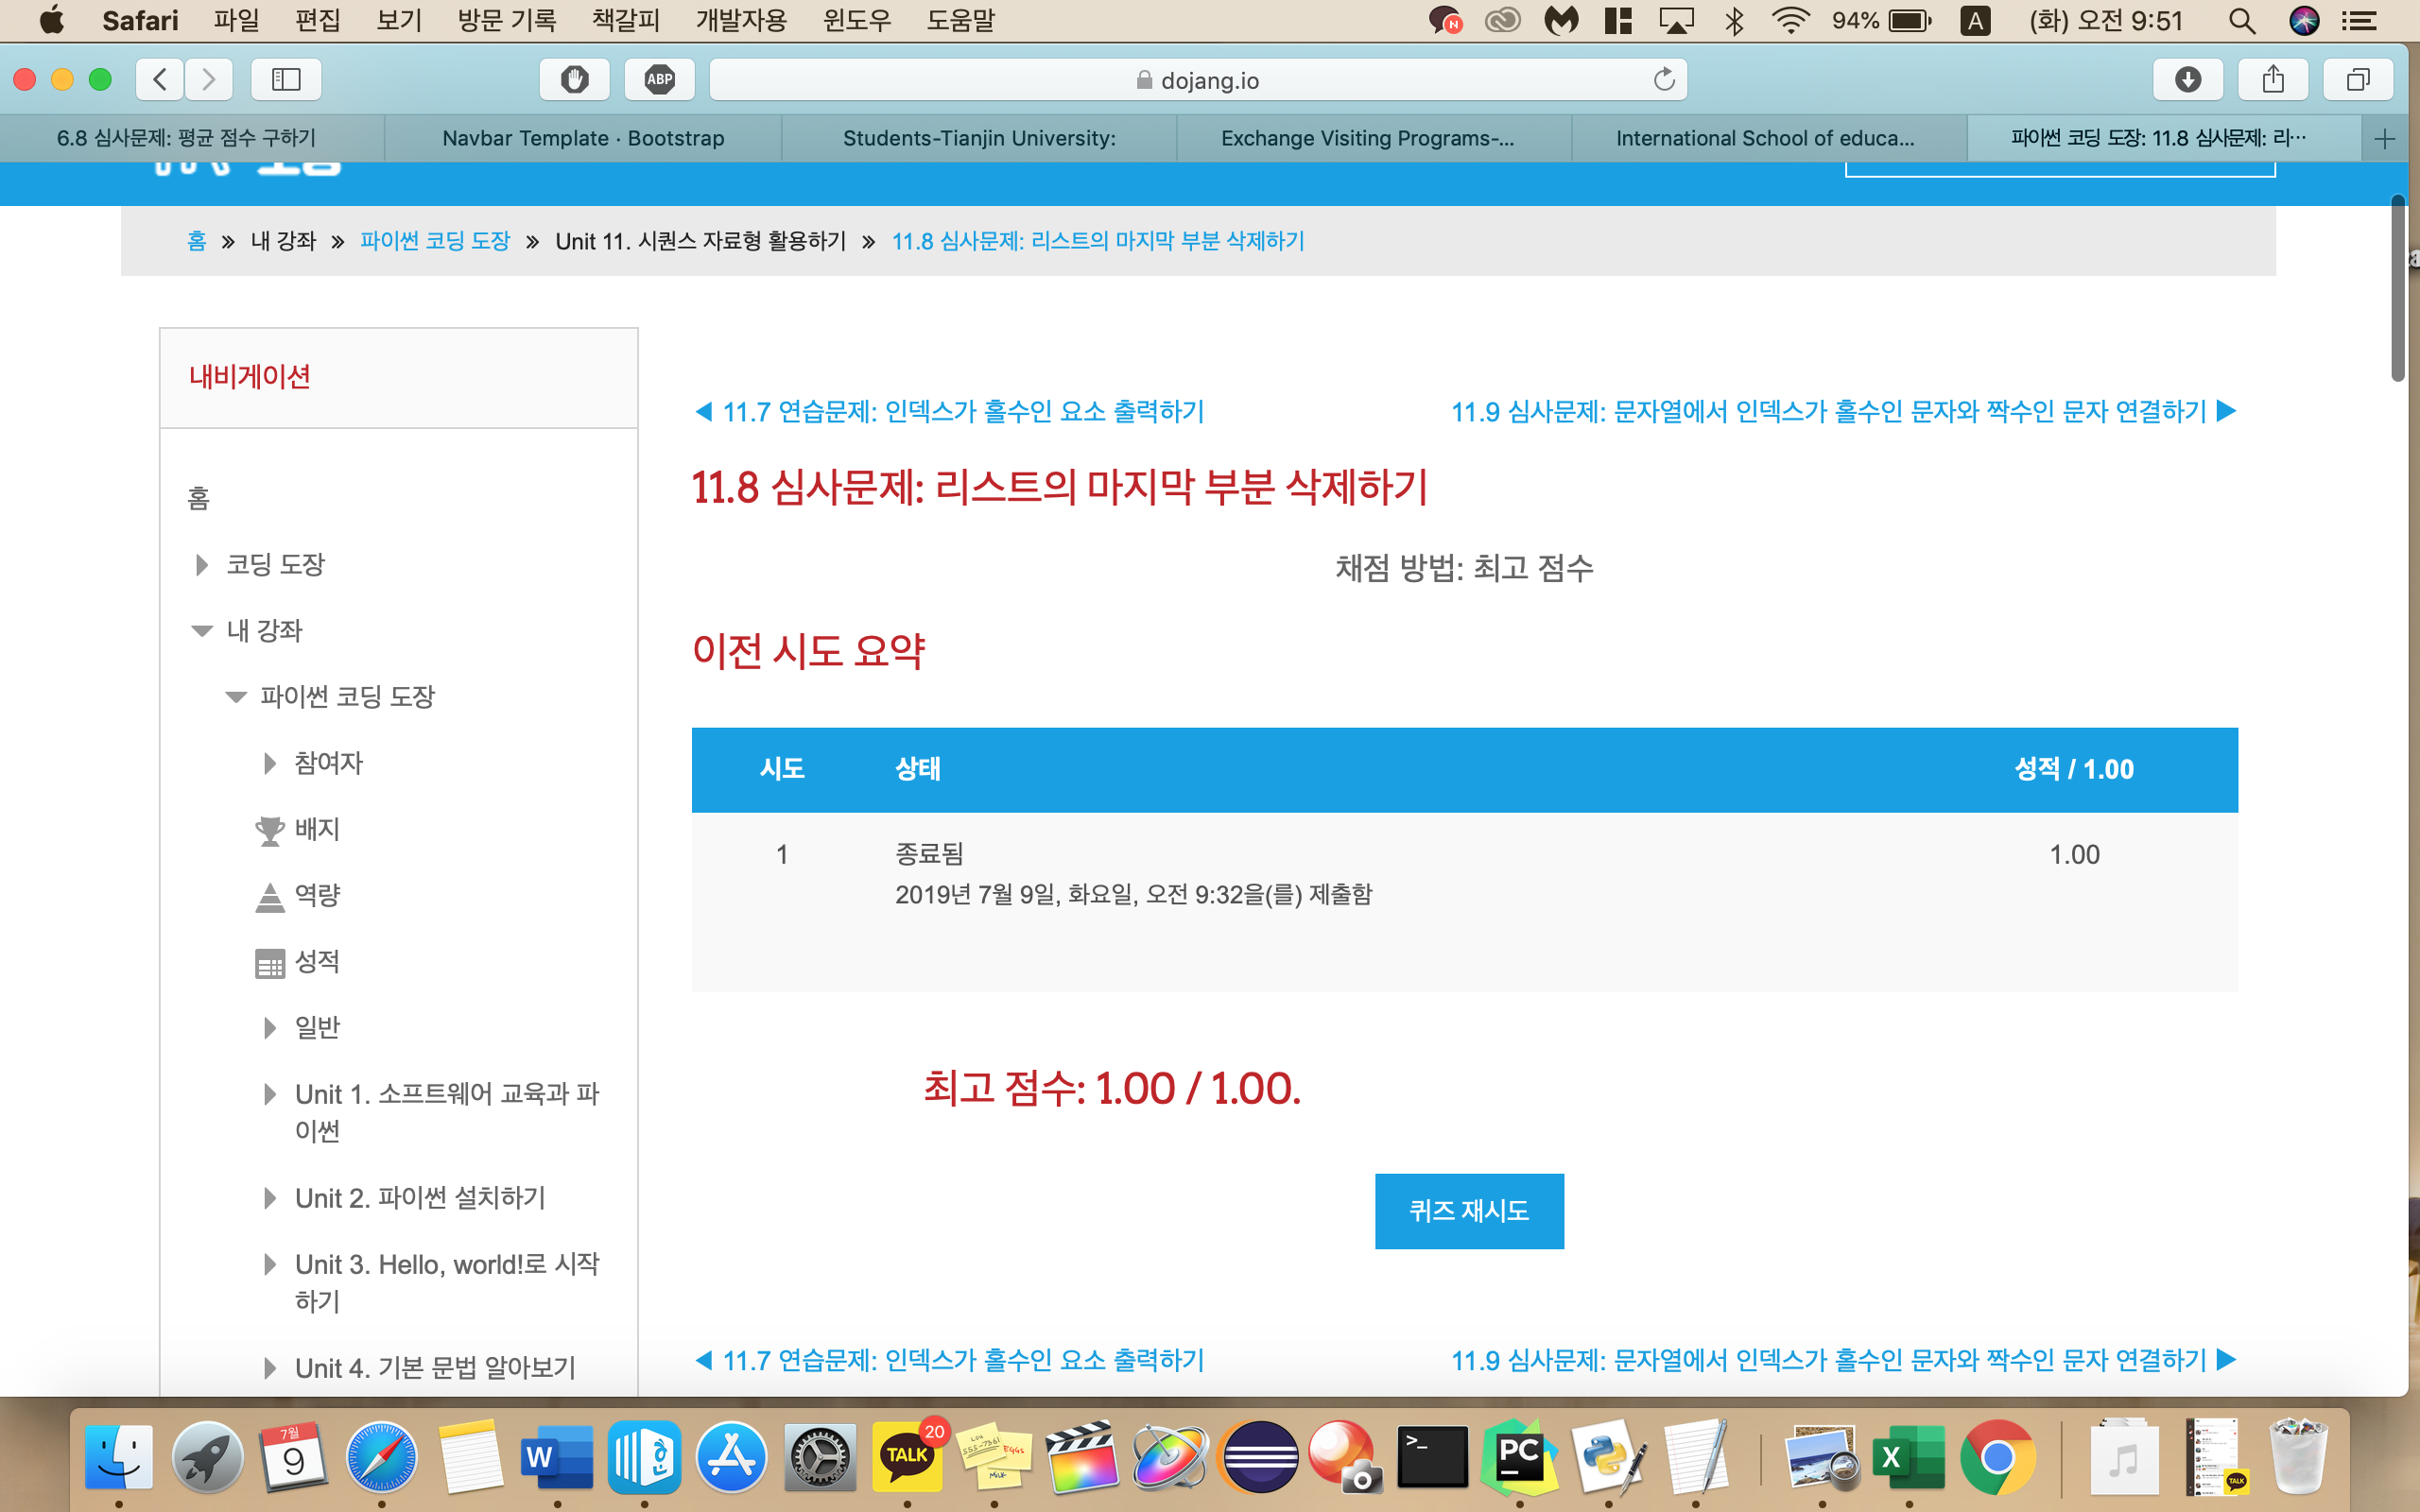 Safari 파일 편집 보기 방문 기록 책갈피 개발자용 윈도우 도움말 94% A (화) 오전 9:51
ABP dojang.io
6.8 심사문제: 평균 점수 구하기 Navbar Template · Bootstrap Students-Tianjin University: Exchange Visiting Programs-... International School of educa... 파이썬 코딩 도장: 11.8 심사문제: 리···
홈 » 내 강좌 » 파이썬 코딩 도장 » Unit 11. 시퀀스 자료형 활용하기 » 11.8 심사문제: 리스트의 마지막 부분 삭제하기
내비게이션
홈
코딩 도장
내 강좌
파이썬 코딩 도장
참여자
배지
역량
성적
일반
Unit 1. 소프트웨어 교육과 파
이썬
Unit 2. 파이썬 설치하기
Unit 3. Hello, world!로 시작
하기
Unit 4. 기본 문법 알아보기
◀ 11.7 연습문제: 인덱스가 홀수인 요소 출력하기 11.9 심사문제: 문자열에서 인덱스가 홀수인 문자와 짝수인 문자 연결하기 ▶
11.8 심사문제: 리스트의 마지막 부분 삭제하기
채점 방법: 최고 점수
이전 시도 요약
시도 상태 성적 / 1.00
1 종료됨 1.00
2019년 7월 9일, 화요일, 오전 9:32을(를) 제출함
최고 점수: 1.00 / 1.00.
퀴즈 재시도
◀ 11.7 연습문제: 인덱스가 홀수인 요소 출력하기 11.9 심사문제: 문자열에서 인덱스가 홀수인 문자와 짝수인 문자 연결하기 ▶
7월
9
W
TALK
20
>_
PC
X
TALK